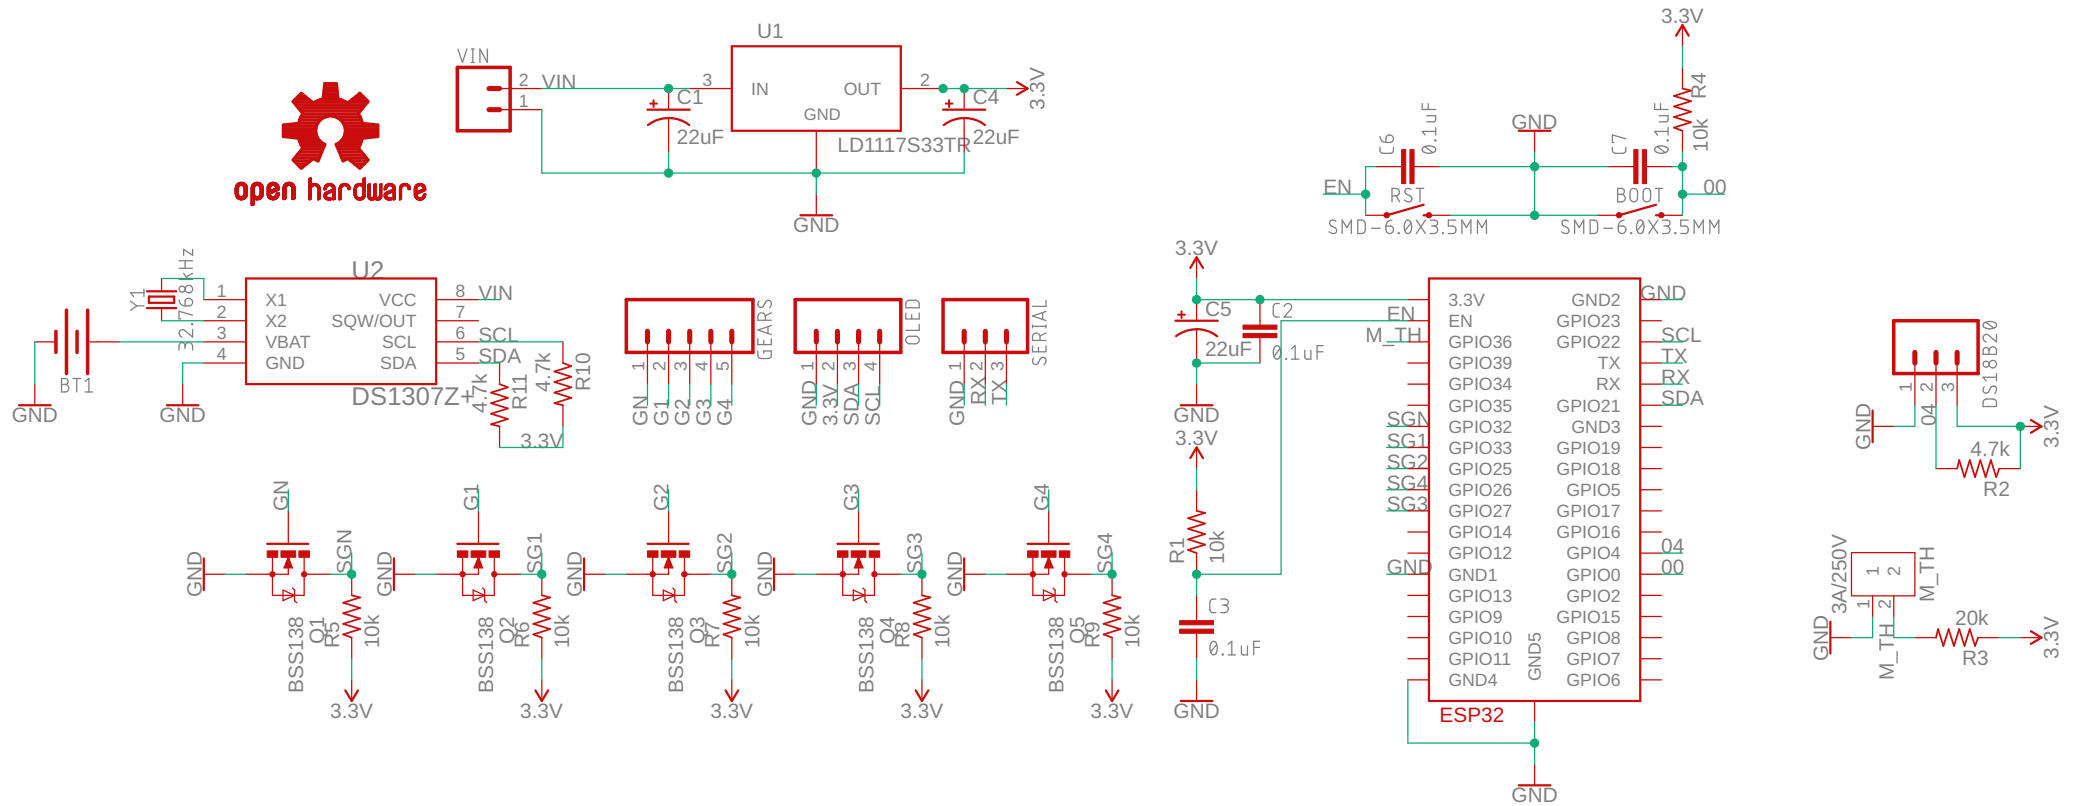 open hardware
VIN
2
VIN
1
U1
3
IN
OUT
2
GND
LD1117S33TR
C1
22uF
C4
22uF
3.3V
GND
3.3V
R4
10k
GND
C6
0.1uF
C7
0.1uF
EN
RST
SMD-6.0X3.5MM
BOOT
SMD-6.0X3.5MM
00
U2
Y1
32.768kHz
1
X1
VCC
8
VIN
2
X2
SQW/OUT
7
3
VBAT
SCL
6
SCL
4
GND
SDA
5
SDA
DS1307Z+
BT1
GND
GND
4.7k
R11
4.7k
R10
3.3V
GEARS
1
2
3
4
5
GN
G1
G2
G3
G4
OLED
1
2
3
4
GND
3.3V
SDA
SCL
SERIAL
1
2
3
GND
RX
TX
3.3V
C5
22uF
C2
0.1uF
GND
3.3V
R1
10k
C3
0.1uF
GND
EN
M_TH
SGN
SG1
SG2
SG4
SG3
GND
3.3V
EN
GPIO36
GPIO39
GPIO34
GPIO35
GPIO32
GPIO33
GPIO25
GPIO26
GPIO27
GPIO14
GPIO12
GND1
GPIO13
GPIO9
GPIO10
GPIO11
GND4
GND5
GND2
GPIO23
GPIO22
TX
RX
GPIO21
GND3
GPIO19
GPIO18
GPIO5
GPIO17
GPIO16
GPIO4
GPIO0
GPIO2
GPIO15
GPIO8
GPIO7
GPIO6
GND
SCL
TX
RX
SDA
04
00
ESP32
GND
DS18B20
1
2
3
GND
04
3.3V
4.7k
R2
3A/250V
1
2
M_TH
1
2
GND
M_TH
20k
R3
3.3V
GN
GND
SGN
BSS138
Q1
R5
10k
3.3V
G1
GND
SG1
BSS138
Q2
R6
10k
3.3V
G2
GND
SG2
BSS138
Q3
R7
10k
3.3V
G3
GND
SG3
BSS138
Q4
R8
10k
3.3V
G4
GND
SG4
BSS138
Q5
R9
10k
3.3V